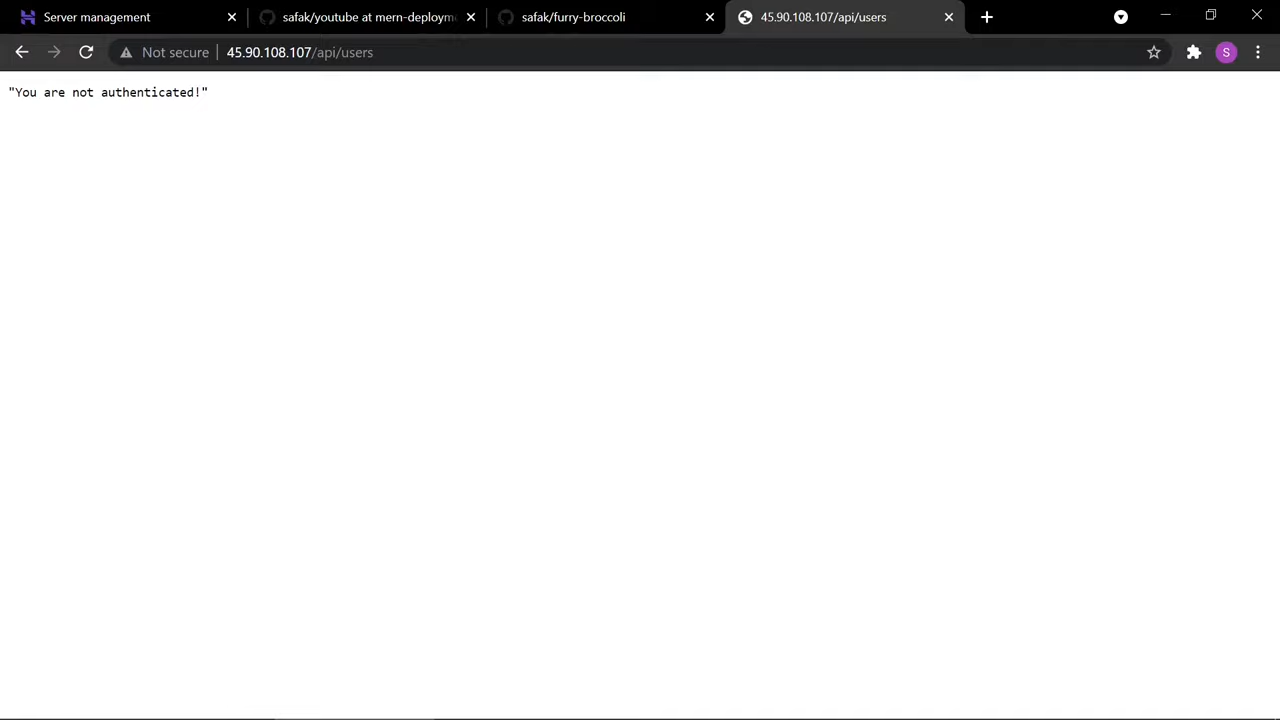 Server management
safak/youtube at mern-deploym
safak/furry-broccoli
45.90.108.107/api/users
Not secure
45.90.108.107/api/users
S
"You are not authenticated!"